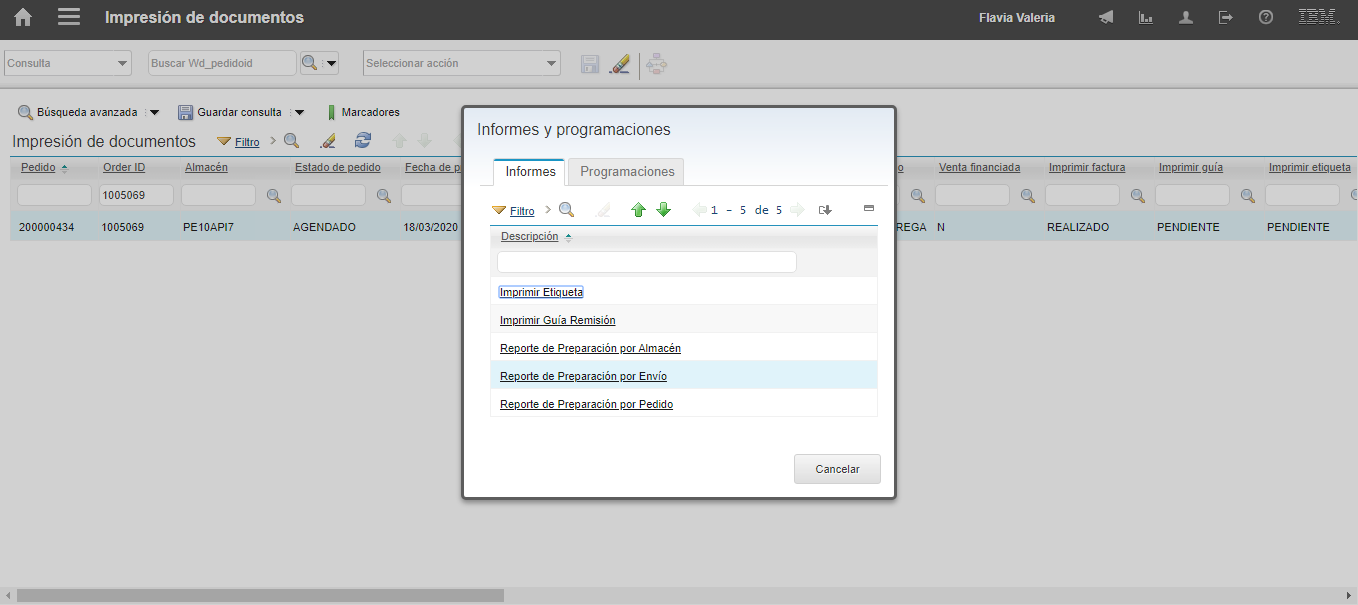 Impresión de documentos
Flavia Valeria
IBM.
Consulta
Buscar Wd_pedidoid
Seleccionar acción
Búsqueda avanzada
Guardar consulta
Marcadores
Impresión de documentos
Filtro
Pedido
Order ID
Almacén
Estado de pedido
Venta financiada
Imprimir factura
Imprimir guía
Imprimir etiqueta
1005069
200000434
1005069
PE10API7
AGENDADO
18/03/2020
N
REALIZADO
PENDIENTE
PENDIENTE
Informes y programaciones
Informes
Programaciones
Filtro
1 - 5 de 5
Descripción
Imprimir Etiqueta
Imprimir Guía Remisión
Reporte de Preparación por Almacén
Reporte de Preparación por Envío
Reporte de Preparación por Pedido
Cancelar